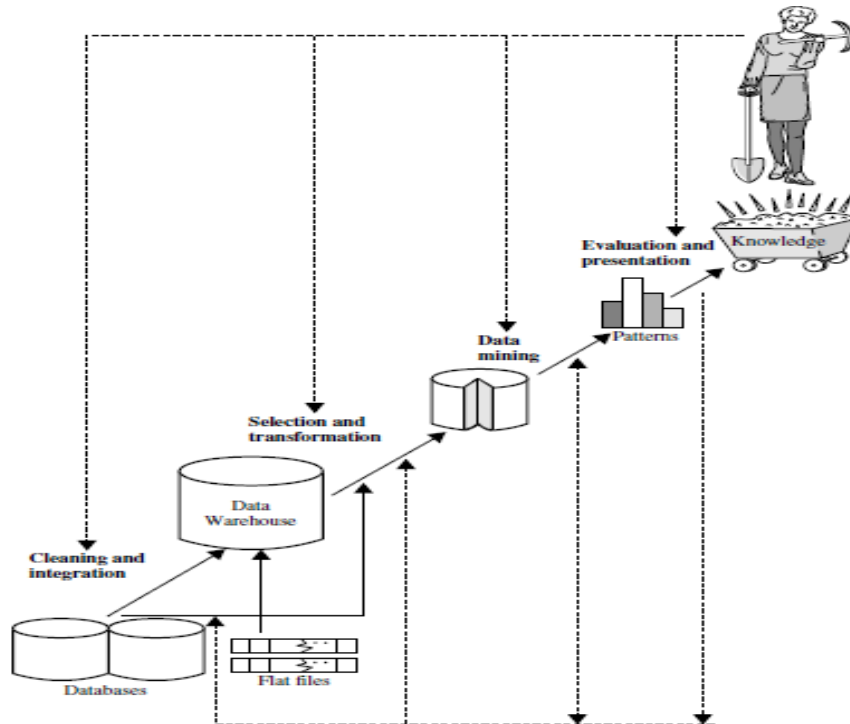 Evaluation and
presentation
Knowledge
Patterns
Data
mining
Selection and
transformation
Data
Warehouse
Cleaning and
integration
Databases
Flat files